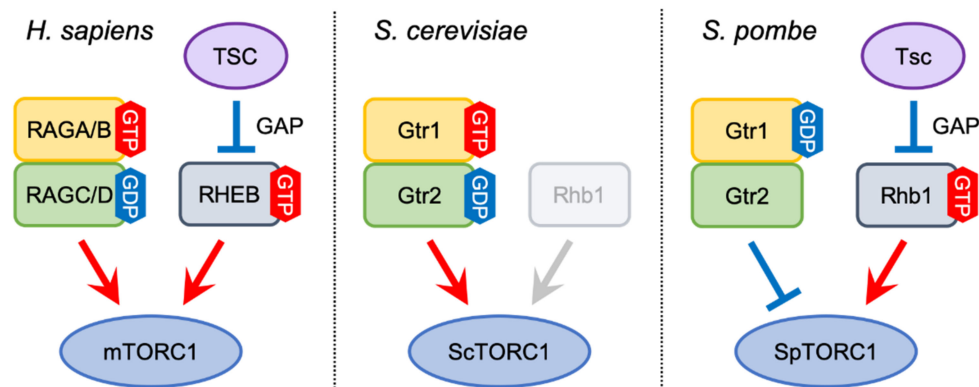 H. sapiens
TSC
GAP
RAGA/B
GTP
RAGC/D
GDP
RHEB
GTP
mTORC1
S. cerevisiae
Gtr1
GTP
Gtr2
GDP
Rhb1
ScTORC1
S. pombe
Tsc
GAP
Gtr1
GDP
Gtr2
Rhb1
GTP
SpTORC1